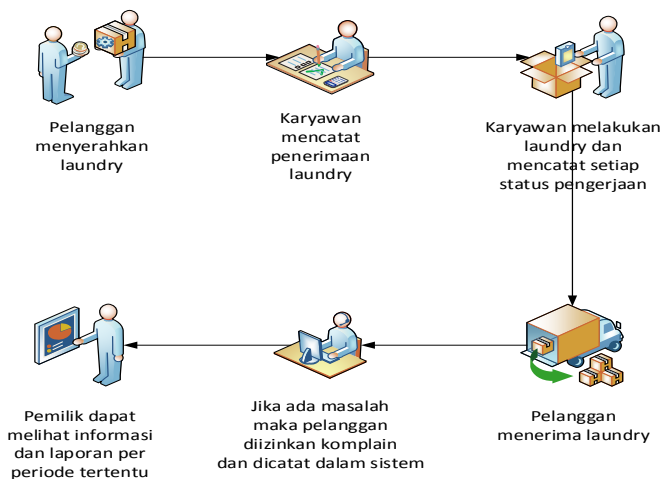 Pelanggan
menyerahkan
laundry
Karyawan
mencatat
penerimaan
laundry
Karyawan melakukan
laundry dan
mencatat setiap
status pengerjaan
Pemilik dapat
melihat informasi
dan laporan per
periode tertentu
Jika ada masalah
maka pelanggan
diizinkan komplain
dan dicatat dalam sistem
Pelanggan
menerima laundry